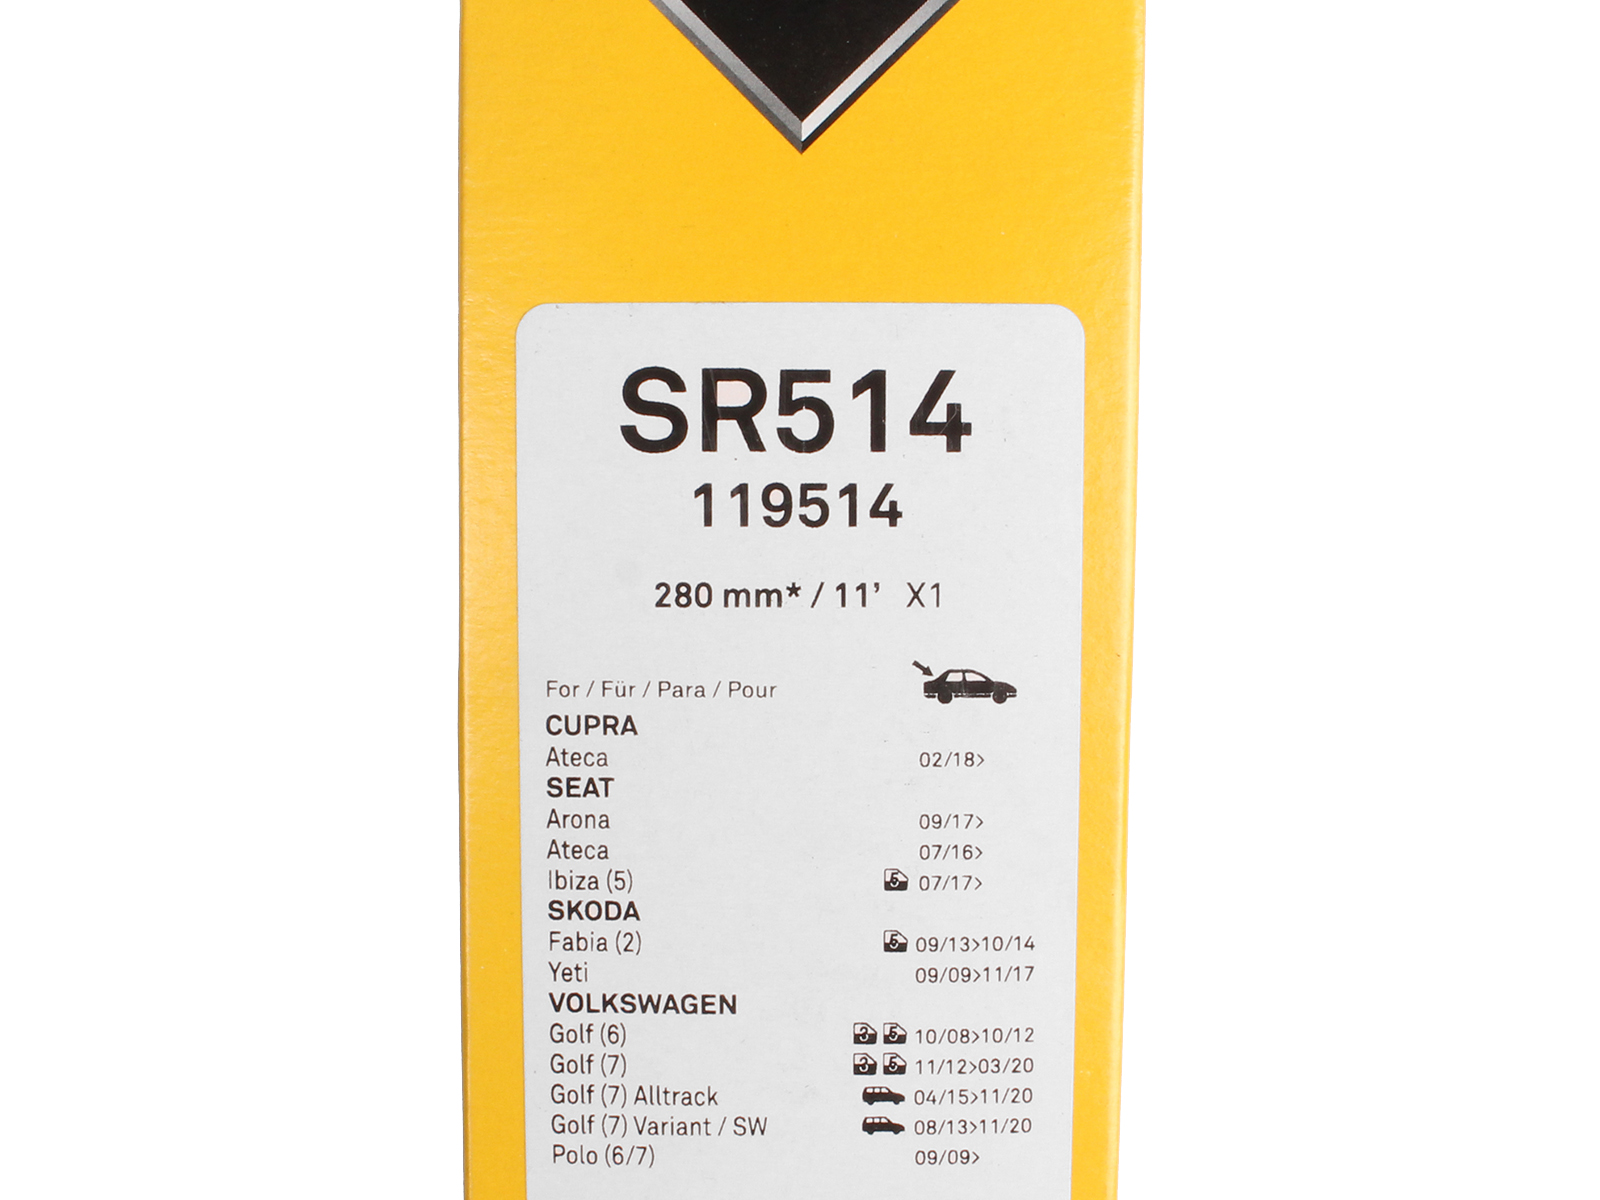 SR514
119514
280 mm* / 11' X1
For / Für / Para / Pour
CUPRA
Ateca 02/18>
SEAT
Arona 09/17>
Ateca 07/16>
Ibiza (5) 5 07/17>
SKODA
Fabia (2) 5 09/13>10/14
Yeti 09/09>11/17
VOLKSWAGEN
Golf (6) 3 5 10/08>10/12
Golf (7) 3 5 11/12>03/20
Golf (7) Alltrack 04/15>11/20
Golf (7) Variant / SW 08/13>11/20
Polo (6/7) 09/09>